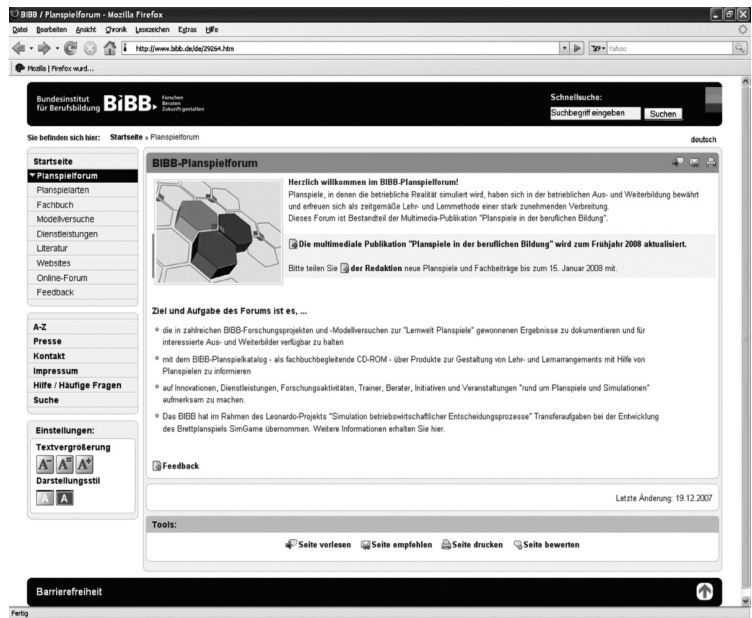 BIBB / Planspielforum - Mozilla Firefox
Datei Bearbeiten Ansicht Chronik Lesezeichen Extras Hilfe
http://www.bibb.de/de/29264.htm
Yahoo
Mozilla | Firefox wurd...
Bundesinstitut
für Berufsbildung
BiBB
Forschen
Beraten
Zukunft gestalten
Schnellsuche:
Suchbegriff eingeben Suchen
Sie befinden sich hier: Startseite » Planspielforum
deutsch
Startseite
Planspielforum
Planspielarten
Fachbuch
Modellversuche
Dienstleistungen
Literatur
Websites
Online-Forum
Feedback
A-Z
Presse
Kontakt
Impressum
Hilfe / Häufige Fragen
Suche
Einstellungen:
Textvergrößerung
A- A= A+
Darstellungsstil
A A
BIBB-Planspielforum
Herzlich willkommen im BIBB-Planspielforum!
Planspiele, in denen die betriebliche Realität simuliert wird, haben sich in der betrieblichen Aus- und Weiterbildung bewährt
und erfreuen sich als zeitgemäße Lehr- und Lernmethode einer stark zunehmenden Verbreitung.
Dieses Forum ist Bestandteil der Multimedia-Publikation "Planspiele in der beruflichen Bildung".
Die multimediale Publikation "Planspiele in der beruflichen Bildung" wird zum Frühjahr 2008 aktualisiert.
Bitte teilen Sie der Redaktion neue Planspiele und Fachbeiträge bis zum 15. Januar 2008 mit.
Ziel und Aufgabe des Forums ist es, ...
die in zahlreichen BIBB-Forschungsprojekten und -Modellversuchen zur "Lernwelt Planspiele" gewonnenen Ergebnisse zu dokumentieren und für
interessierte Aus- und Weiterbilder verfügbar zu halten
mit dem BIBB-Planspielkatalog - als fachbuchbegleitende CD-ROM - über Produkte zur Gestaltung von Lehr- und Lernarrangements mit Hilfe von
Planspielen zu informieren
auf Innovationen, Dienstleistungen, Forschungsaktivitäten, Trainer, Berater, Initiativen und Veranstaltungen "rund um Planspiele und Simulationen"
aufmerksam zu machen.
Das BIBB hat im Rahmen des Leonardo-Projekts "Simulation betriebswirtschaftlicher Entscheidungsprozesse" Transferaufgaben bei der Entwicklung
des Brettplanspiels SimGame übernommen. Weitere Informationen erhalten Sie hier.
Feedback
Letzte Änderung: 19.12.2007
Tools:
Seite vorlesen Seite empfehlen Seite drucken Seite bewerten
Barrierefreiheit
Fertig